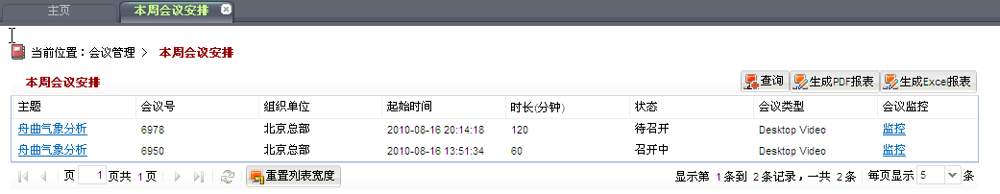 主页 本周会议安排
当前位置：会议管理 > 本周会议安排
本周会议安排 查询 生成PDF报表 生成Excel报表
主题 会议号 组织单位 起始时间 时长(分钟) 状态 会议类型 会议监控
舟曲气象分析 6978 北京总部 2010-08-16 20:14:18 120 待召开 Desktop Video 监控
舟曲气象分析 6950 北京总部 2010-08-16 13:51:34 60 召开中 Desktop Video 监控
页 1 页共 1 页 重置列表宽度 显示第 1 条到 2 条记录，一共 2 条 每页显示 5 条